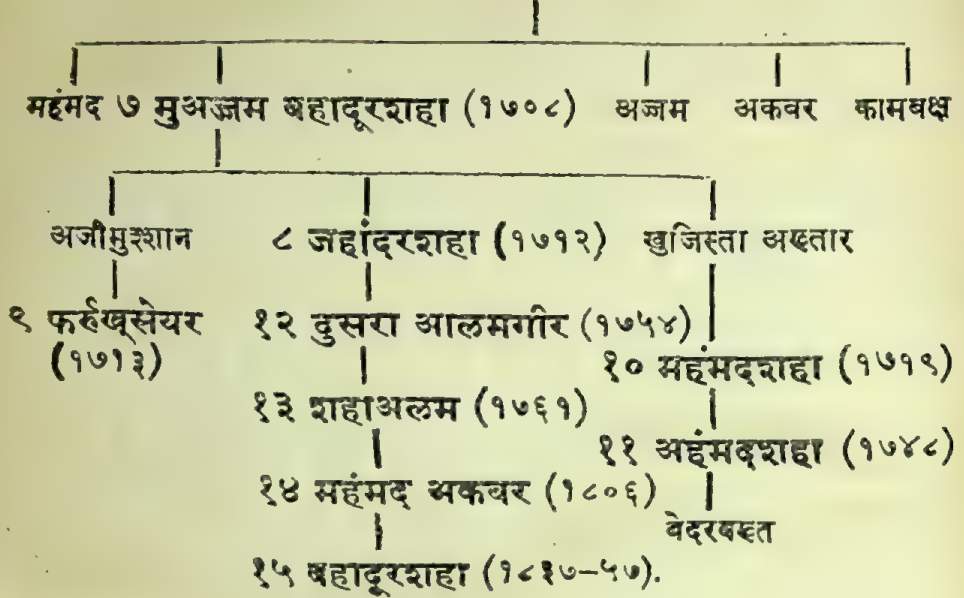 महंमद ७ मुअज्जम बहादूरशहा (१७०८) अज्जम अकबर कामबक्ष
अजीमुश्शान ८ जहांदरशहा (१७१२) खुजिस्ता अख्तार
९ फर्रुखसेयर १२ दुसरा आलमगीर (१७५४)
(१७१३) १० महंमदशहा (१७१९)
१३ शहाअलम (१७६१)
११ अहंमदशहा (१७४८)
१४ महंमद अकबर (१८०६)
बेदरबख्त
१५ बहादूरशहा (१८३७-५७).